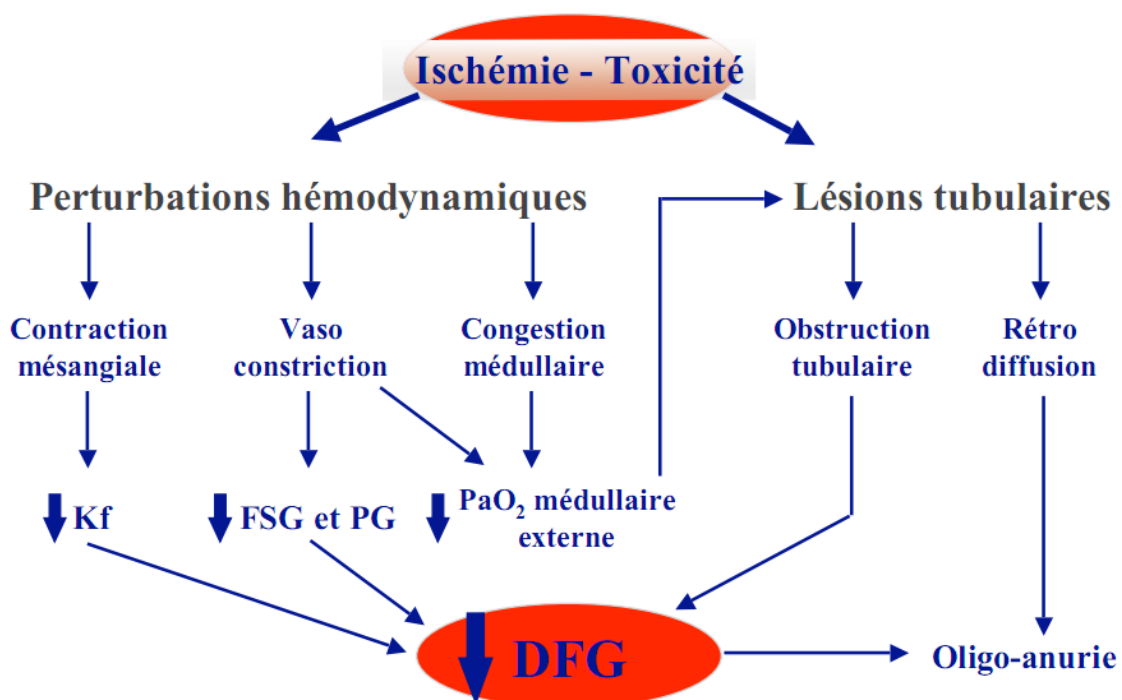 Ischémie - Toxicité
Perturbations hémodynamiques
Lésions tubulaires
Contraction
mésangiale
Vaso
constriction
Congestion
médullaire
Obstruction
tubulaire
Rétro
diffusion
Kf
FSG et PG
PaO₂ médullaire
externe
DFG
Oligo-anurie